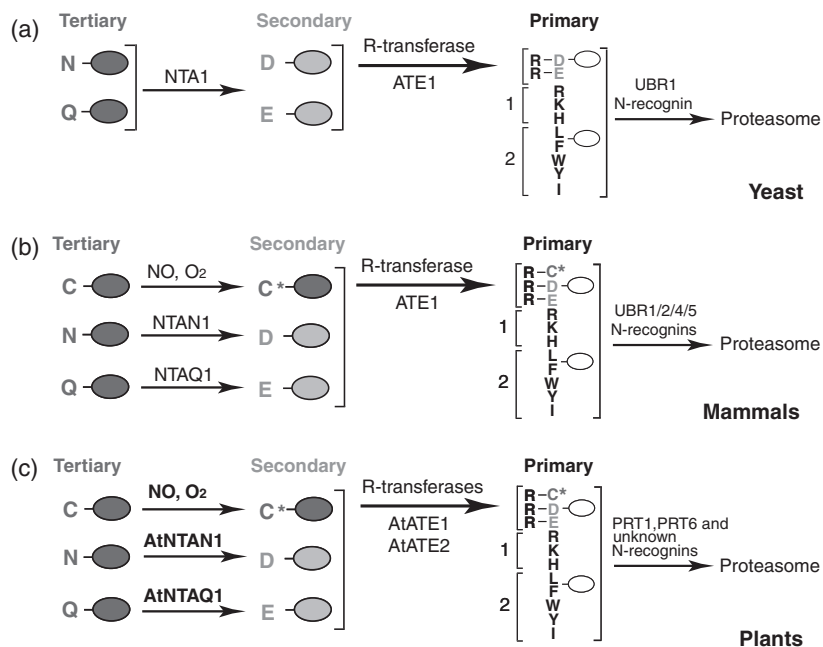 (a)
Tertiary
Secondary
Primary
N
Q
NTA1
D
E
R-transferase
ATE1
R–D
R–E
1
R
K
H
2
L
F
W
Y
I
UBR1
N-recognin
Proteasome
Yeast
(b)
Tertiary
Secondary
Primary
C
NO, O2
C*
N
NTAN1
D
Q
NTAQ1
E
R-transferase
ATE1
R–C*
R–D
R–E
1
R
K
H
2
L
F
W
Y
I
UBR1/2/4/5
N-recognins
Proteasome
Mammals
(c)
Tertiary
Secondary
Primary
C
NO, O2
C*
N
AtNTAN1
D
Q
AtNTAQ1
E
R-transferases
AtATE1
AtATE2
R–C*
R–D
R–E
1
R
K
H
2
L
F
W
Y
I
PRT1,PRT6 and
unknown
N-recognins
Proteasome
Plants